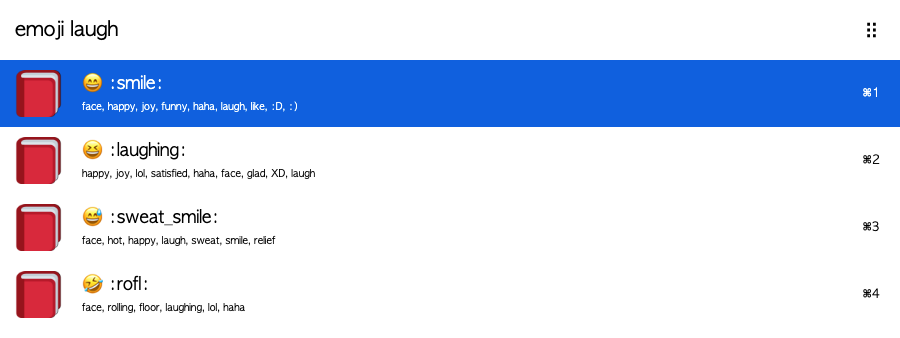 emoji laugh
😄 :smile:
face, happy, joy, funny, haha, laugh, like, :D, :)
⌘1
😆 :laughing:
happy, joy, lol, satisfied, haha, face, glad, XD, laugh
⌘2
😅 :sweat_smile:
face, hot, happy, laugh, sweat, smile, relief
⌘3
🤣 :rofl:
face, rolling, floor, laughing, lol, haha
⌘4